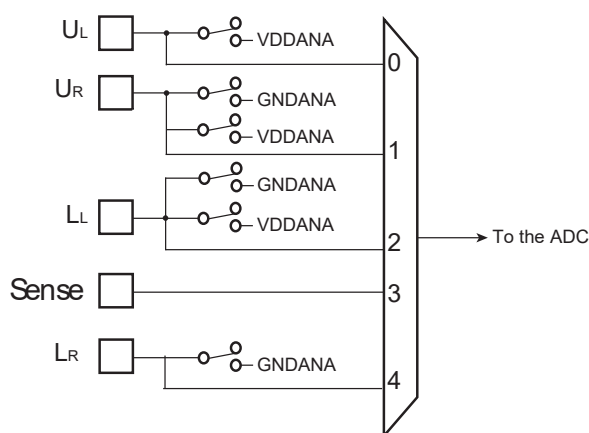 UL
VDDANA
0
UR
GNDANA
VDDANA
1
GNDANA
LL
VDDANA
2
To the ADC
Sense
3
LR
GNDANA
4